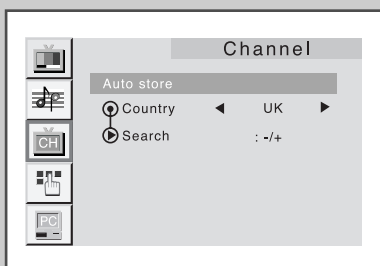 Channel
Auto store
Country ◀ UK ▶
Search : -/+
CH
PC